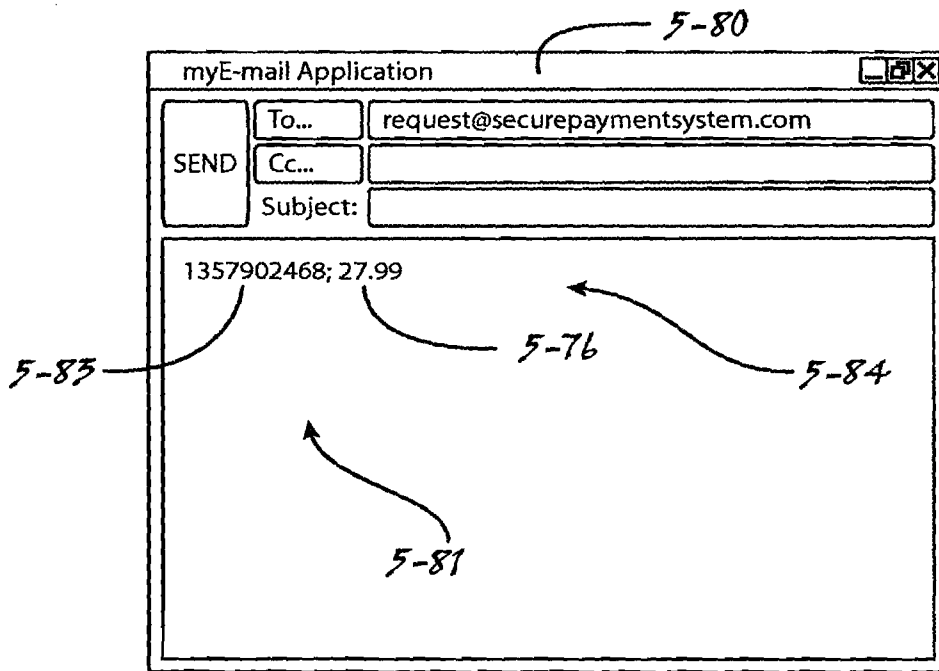 5-80
myE-mail Application
SEND
To...
request@securepaymentsystem.com
Cc...
Subject:
1357902468; 27.99
5-83
5-76
5-84
5-81